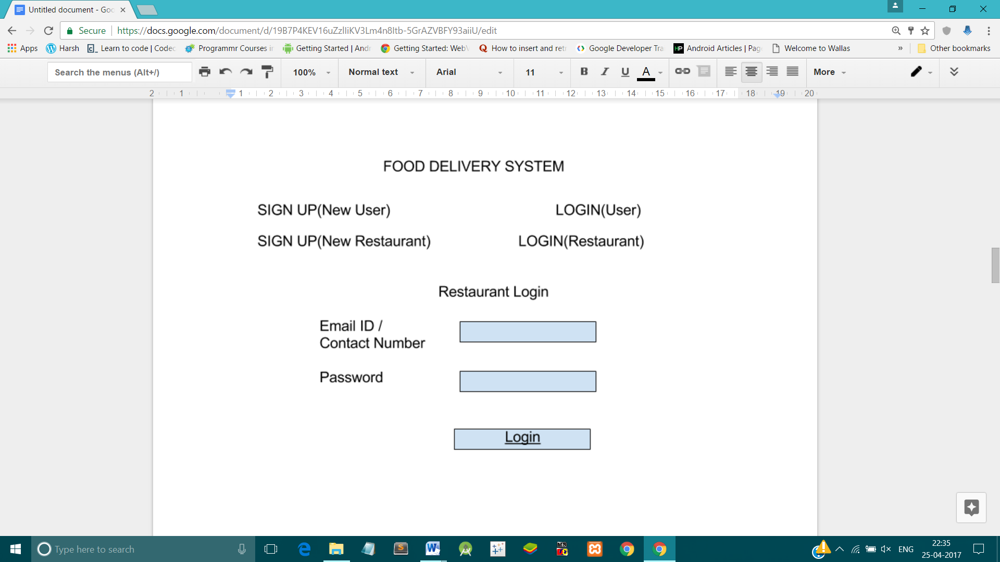 Untitled document - Goo
Secure https://docs.google.com/document/d/19B7P4KEV16uZzlIiKV3Lm4n8Itb-5GrAZVBFY93aiiU/edit
Apps Harsh Learn to code | Codec Programmr Courses in Getting Started | Andr Getting Started: WebV How to insert and ret Google Developer Tra Android Articles | Pag Welcome to Wallas » Other bookmarks
Search the menus (Alt+/) 100% Normal text Arial 11 B I U A More
2 1 1 2 3 4 5 6 7 8 9 10 11 12 13 14 15 16 17 18 19 20
FOOD DELIVERY SYSTEM
SIGN UP(New User) LOGIN(User)
SIGN UP(New Restaurant) LOGIN(Restaurant)
Restaurant Login
Email ID /
Contact Number
Password
Login
Type here to search ENG 22:35
25-04-2017